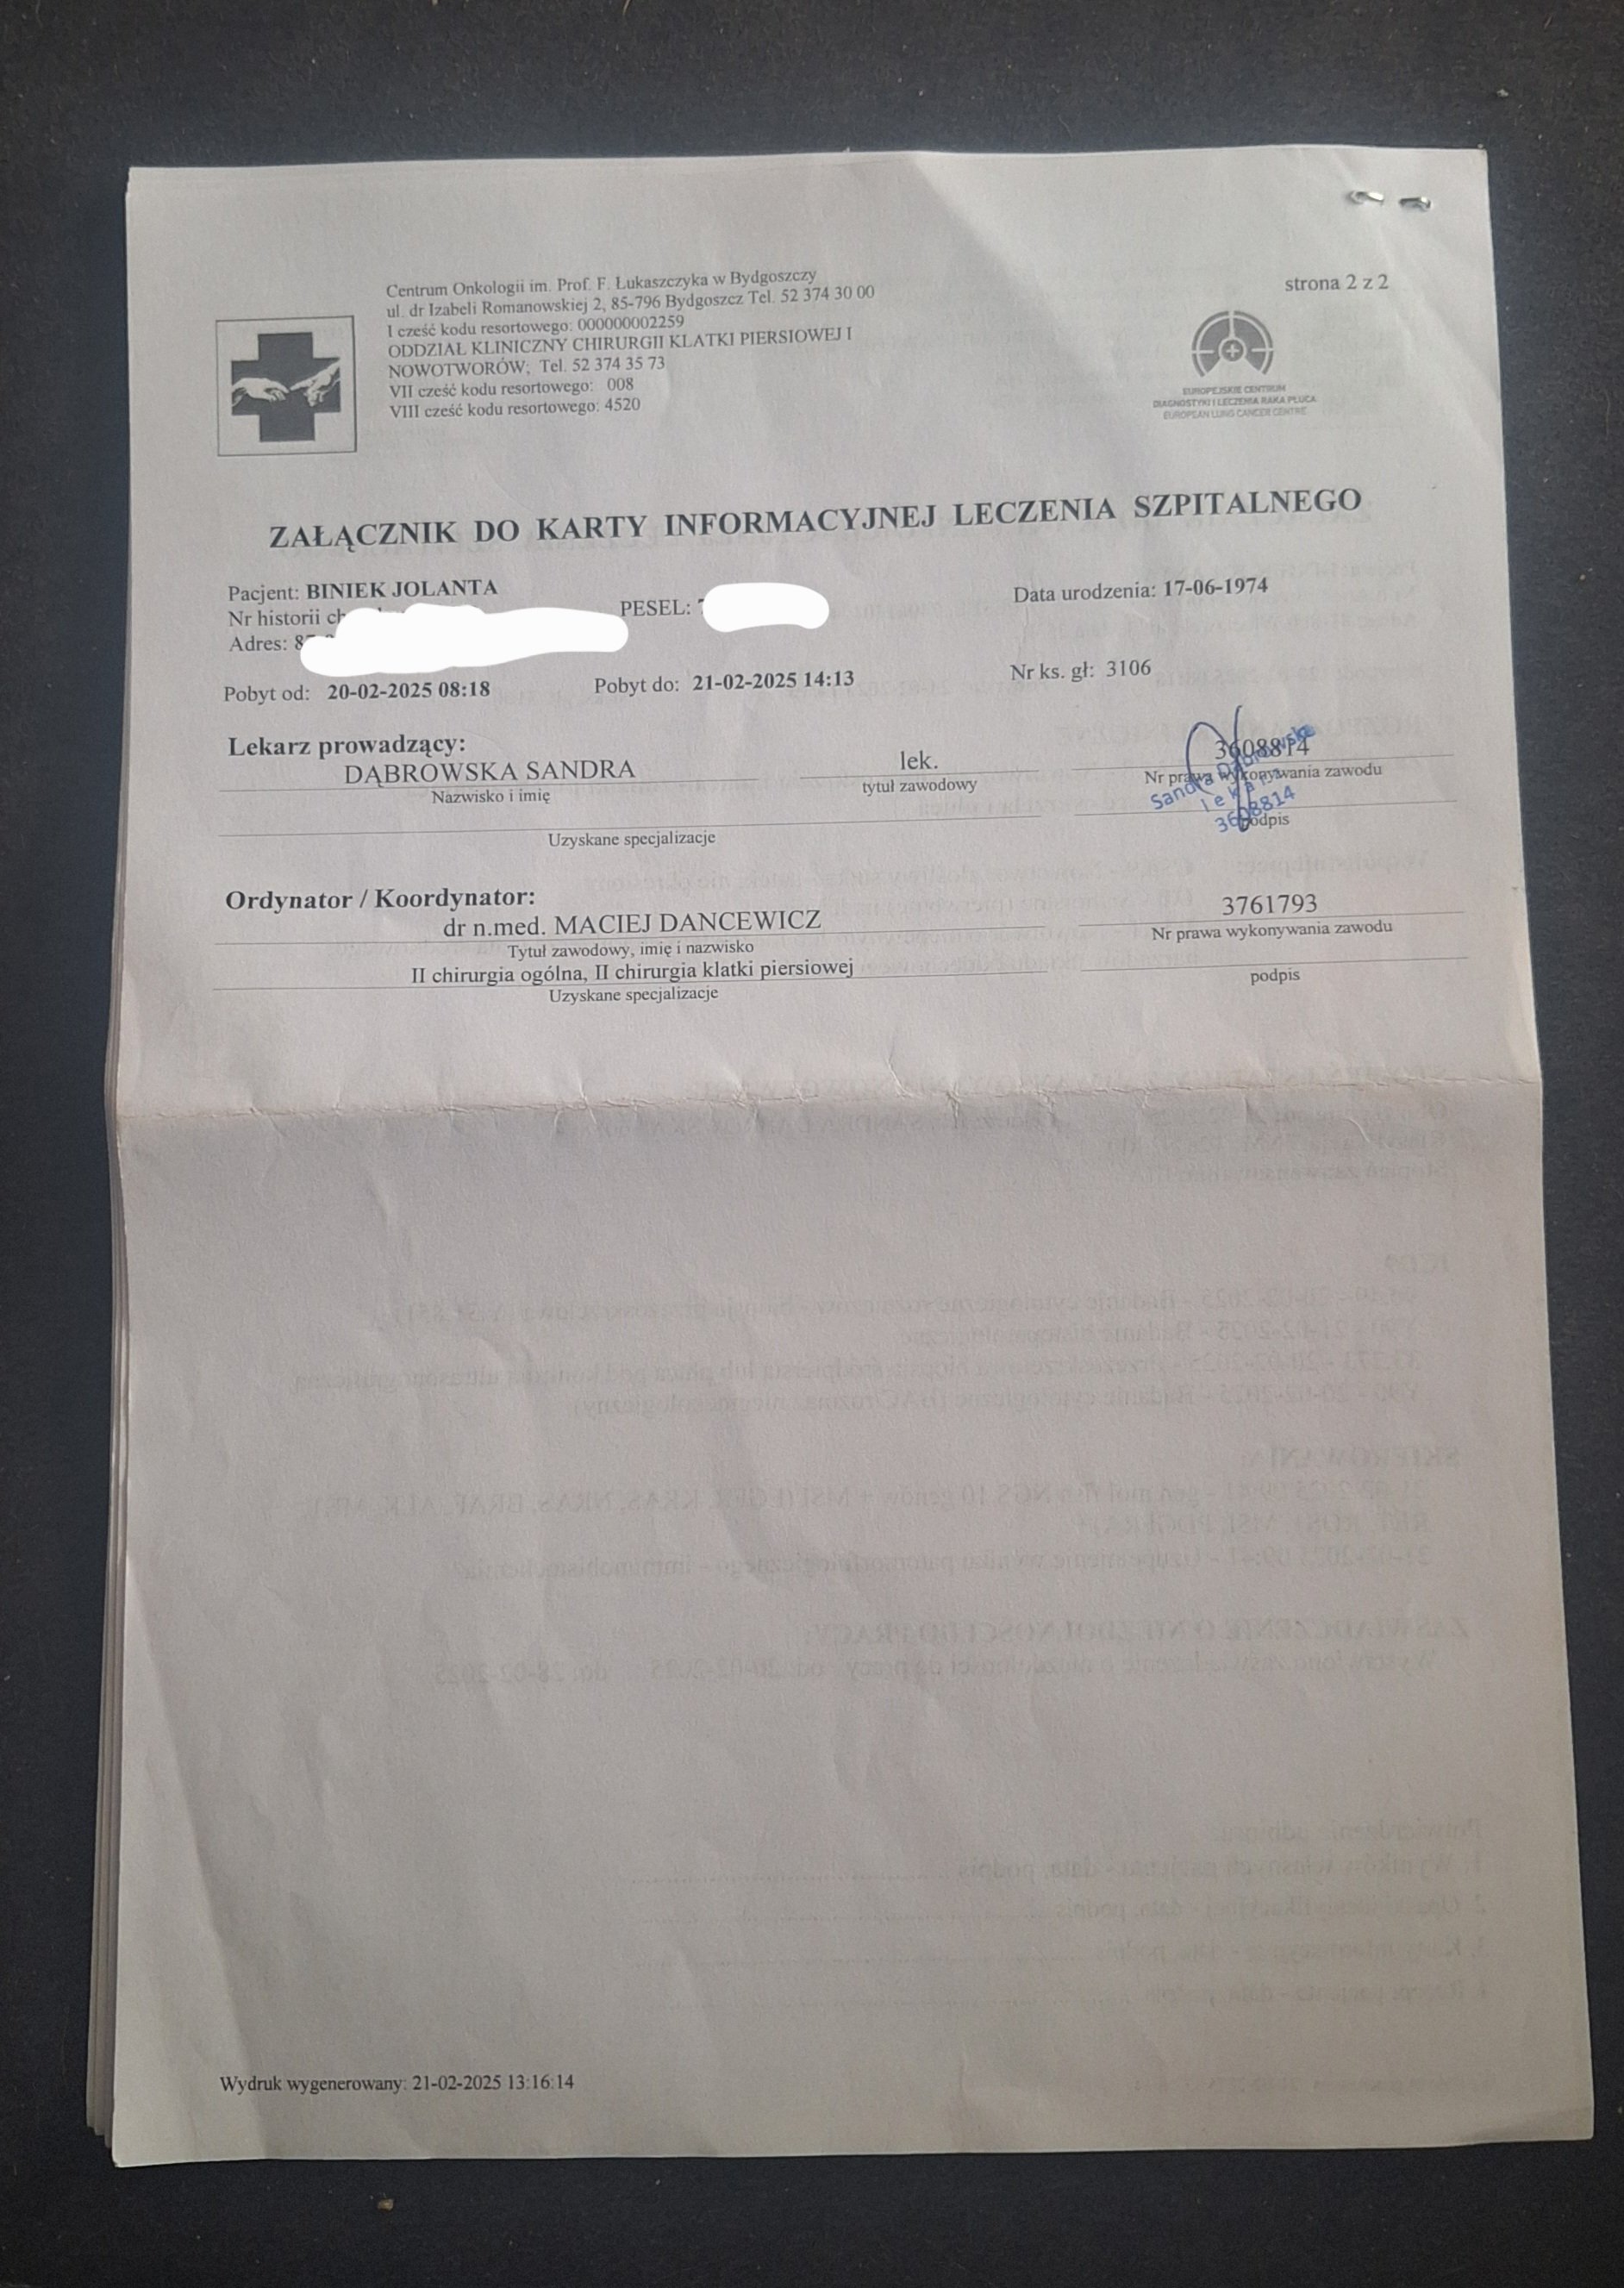 strona 2 z 2
Centrum Onkologii im. Prof. F. Łukaszczyka w Bydgoszczy
ul. dr Izabeli Romanowskiej 2, 85-796 Bydgoszcz Tel. 52 374 30 00
I cześć kodu resortowego: 000000002259
ODDZIAŁ KLINICZNY CHIRURGII KLATKI PIERSIOWEJ I
NOWOTWORÓW; Tel. 52 374 35 73
VII cześć kodu resortowego: 008
VIII cześć kodu resortowego: 4520
EUROPEJSKIE CENTRUM
DIAGNOSTYKI I LECZENIA RAKA PŁUCA
EUROPEAN LUNG CANCER CENTRE
ZAŁĄCZNIK DO KARTY INFORMACYJNEJ LECZENIA SZPITALNEGO
Pacjent: BINIEK JOLANTA
Nr historii
PESEL:
Data urodzenia: 17-06-1974
Adres: 8
Pobyt od: 20-02-2025 08:18 Pobyt do: 21-02-2025 14:13 Nr ks. gł: 3106
Lekarz prowadzący:
DĄBROWSKA SANDRA lek. 3608814
Nazwisko i imię tytuł zawodowy Nr prawa wykonywania zawodu
Sandra Dąbrowska
lekarz
3608814
Uzyskane specjalizacje podpis
Ordynator / Koordynator:
dr n.med. MACIEJ DANCEWICZ 3761793
Tytuł zawodowy, imię i nazwisko Nr prawa wykonywania zawodu
II chirurgia ogólna, II chirurgia klatki piersiowej
Uzyskane specjalizacje podpis
Wydruk wygenerowany: 21-02-2025 13:16:14